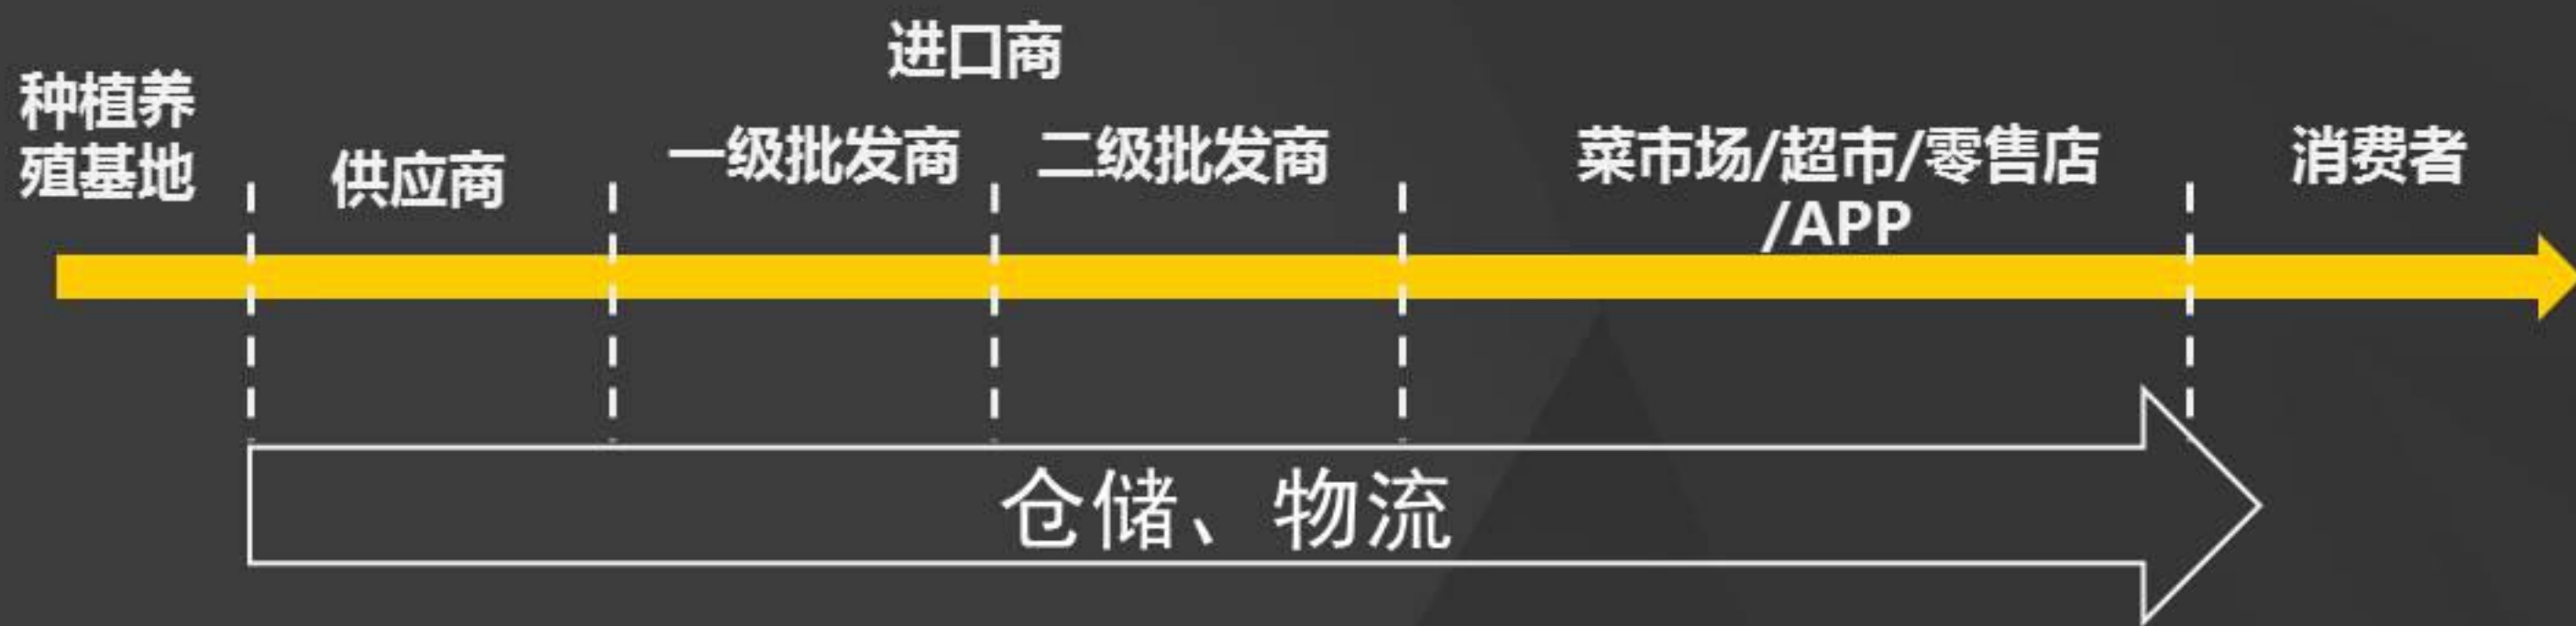 进口商
种植养
殖基地
供应商
一级批发商
二级批发商
菜市场/超市/零售店
/APP
消费者
仓储、物流